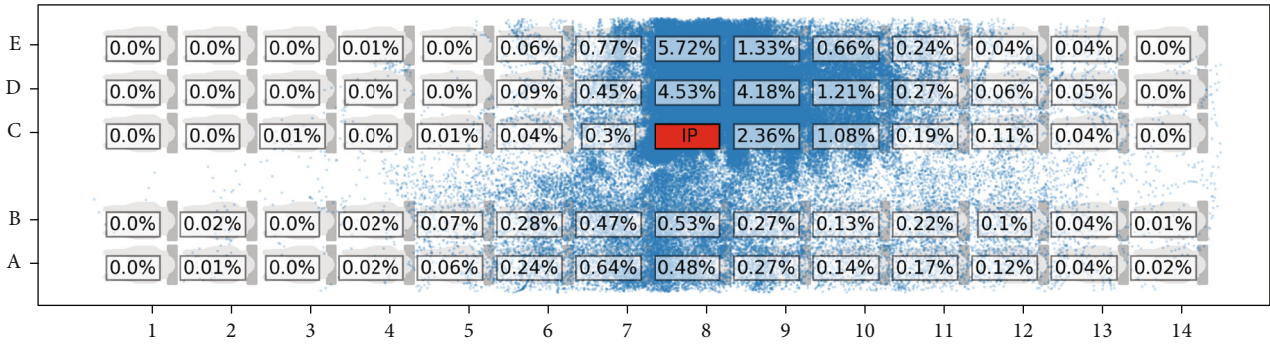 E 0.0% 0.0% 0.0% 0.01% 0.0% 0.06% 0.77% 5.72% 1.33% 0.66% 0.24% 0.04% 0.04% 0.0%
D 0.0% 0.0% 0.0% 0.0% 0.0% 0.09% 0.45% 4.53% 4.18% 1.21% 0.27% 0.06% 0.05% 0.0%
C 0.0% 0.0% 0.01% 0.0% 0.01% 0.04% 0.3% IP 2.36% 1.08% 0.19% 0.11% 0.04% 0.0%
B 0.0% 0.02% 0.0% 0.02% 0.07% 0.28% 0.47% 0.53% 0.27% 0.13% 0.22% 0.1% 0.04% 0.01%
A 0.0% 0.01% 0.0% 0.02% 0.06% 0.24% 0.64% 0.48% 0.27% 0.14% 0.17% 0.12% 0.04% 0.02%
1 2 3 4 5 6 7 8 9 10 11 12 13 14